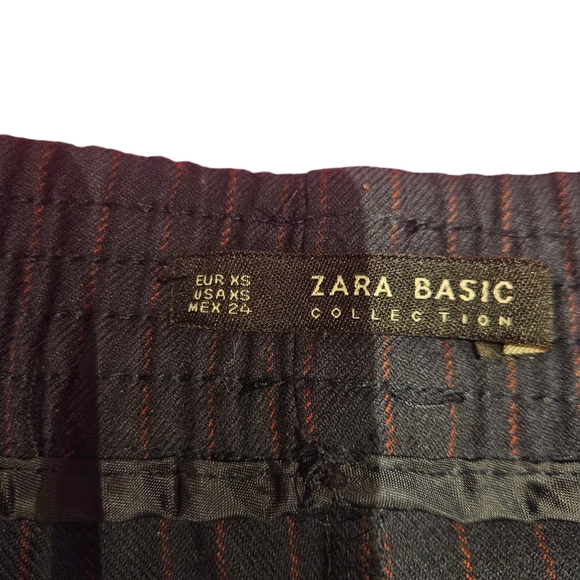 EUR XS
USA XS
MEX 24
ZARA BASIC
COLLECTION